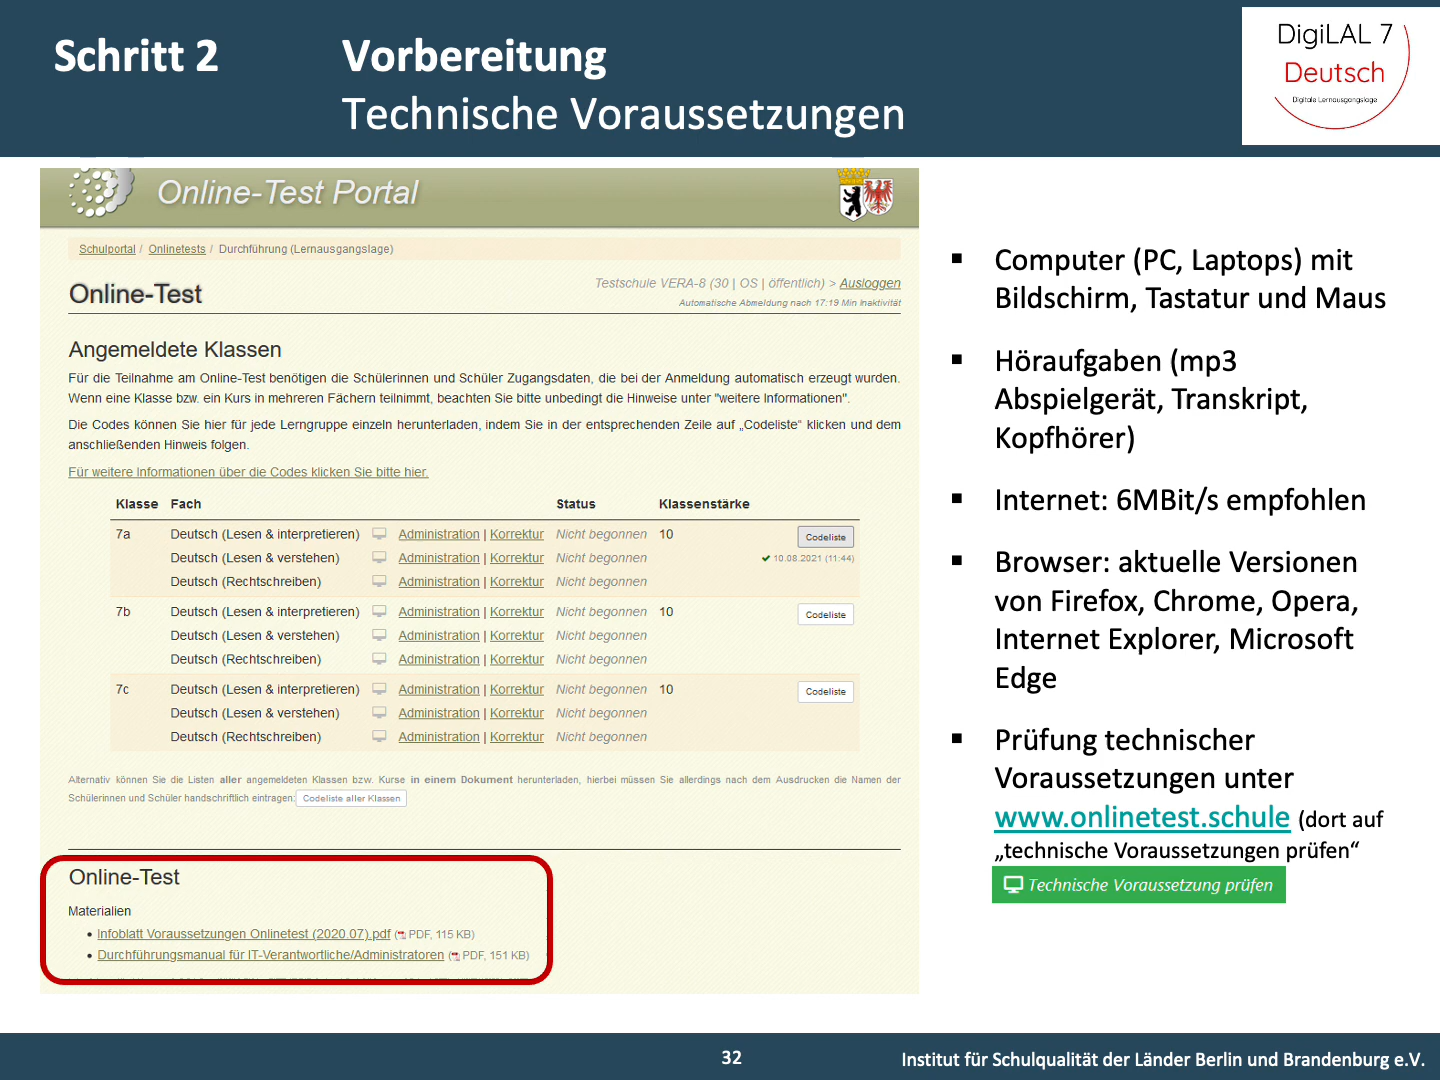 Schritt 2 Vorbereitung
Technische Voraussetzungen
DigiLAL 7
Deutsch
Digitale Lernausgangslage
Online-Test Portal
Schulportal / Onlinetests / Durchführung (Lernausgangslage)
Testschule VERA-8 (30 | OS | öffentlich) > Ausloggen
Online-Test
Automatische Abmeldung nach 17:19 Min Inaktivität
Angemeldete Klassen
Für die Teilnahme am Online-Test benötigen die Schülerinnen und Schüler Zugangsdaten, die bei der Anmeldung automatisch erzeugt wurden.
Wenn eine Klasse bzw. ein Kurs in mehreren Fächern teilnimmt, beachten Sie bitte unbedingt die Hinweise unter "weitere Informationen".
Die Codes können Sie hier für jede Lerngruppe einzeln herunterladen, indem Sie in der entsprechenden Zeile auf „Codeliste“ klicken und dem
anschließenden Hinweis folgen.
Für weitere Informationen über die Codes klicken Sie bitte hier.
Klasse Fach Status Klassenstärke
7a Deutsch (Lesen & interpretieren) Administration | Korrektur Nicht begonnen 10 Codeliste
Deutsch (Lesen & verstehen) Administration | Korrektur Nicht begonnen 10.08.2021 (11:44)
Deutsch (Rechtschreiben) Administration | Korrektur Nicht begonnen
7b Deutsch (Lesen & interpretieren) Administration | Korrektur Nicht begonnen 10 Codeliste
Deutsch (Lesen & verstehen) Administration | Korrektur Nicht begonnen
Deutsch (Rechtschreiben) Administration | Korrektur Nicht begonnen
7c Deutsch (Lesen & interpretieren) Administration | Korrektur Nicht begonnen 10 Codeliste
Deutsch (Lesen & verstehen) Administration | Korrektur Nicht begonnen
Deutsch (Rechtschreiben) Administration | Korrektur Nicht begonnen
Alternativ können Sie die Listen aller angemeldeten Klassen bzw. Kurse in einem Dokument herunterladen, hierbei müssen Sie allerdings nach dem Ausdrucken die Namen der
Schülerinnen und Schüler handschriftlich eintragen: Codeliste aller Klassen
Online-Test
Materialien
• Infoblatt Voraussetzungen Onlinetest (2020.07).pdf (PDF, 115 KB)
• Durchführungsmanual für IT-Verantwortliche/Administratoren (PDF, 151 KB)
▪ Computer (PC, Laptops) mit
Bildschirm, Tastatur und Maus
▪ Höraufgaben (mp3
Abspielgerät, Transkript,
Kopfhörer)
▪ Internet: 6MBit/s empfohlen
▪ Browser: aktuelle Versionen
von Firefox, Chrome, Opera,
Internet Explorer, Microsoft
Edge
▪ Prüfung technischer
Voraussetzungen unter
www.onlinetest.schule (dort auf
„technische Voraussetzungen prüfen“
Technische Voraussetzung prüfen
32
Institut für Schulqualität der Länder Berlin und Brandenburg e.V.